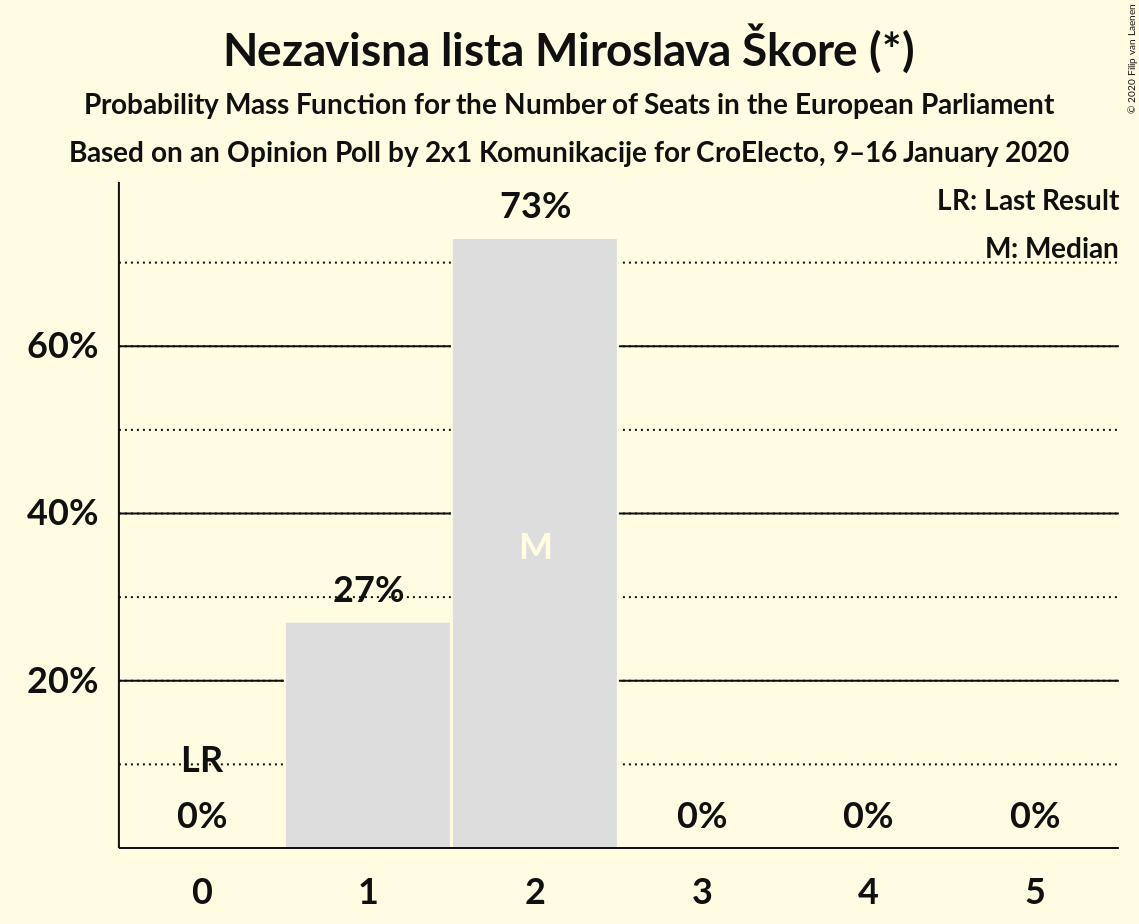 Nezavisna lista Miroslava Škore (*)
Probability Mass Function for the Number of Seats in the European Parliament
Based on an Opinion Poll by 2x1 Komunikacije for CroElecto, 9–16 January 2020
© 2020 Filip van Laenen
LR: Last Result
M: Median
73%
60%
40%
M
27%
20%
LR
0%
0%
0%
0%
0 1 2 3 4 5